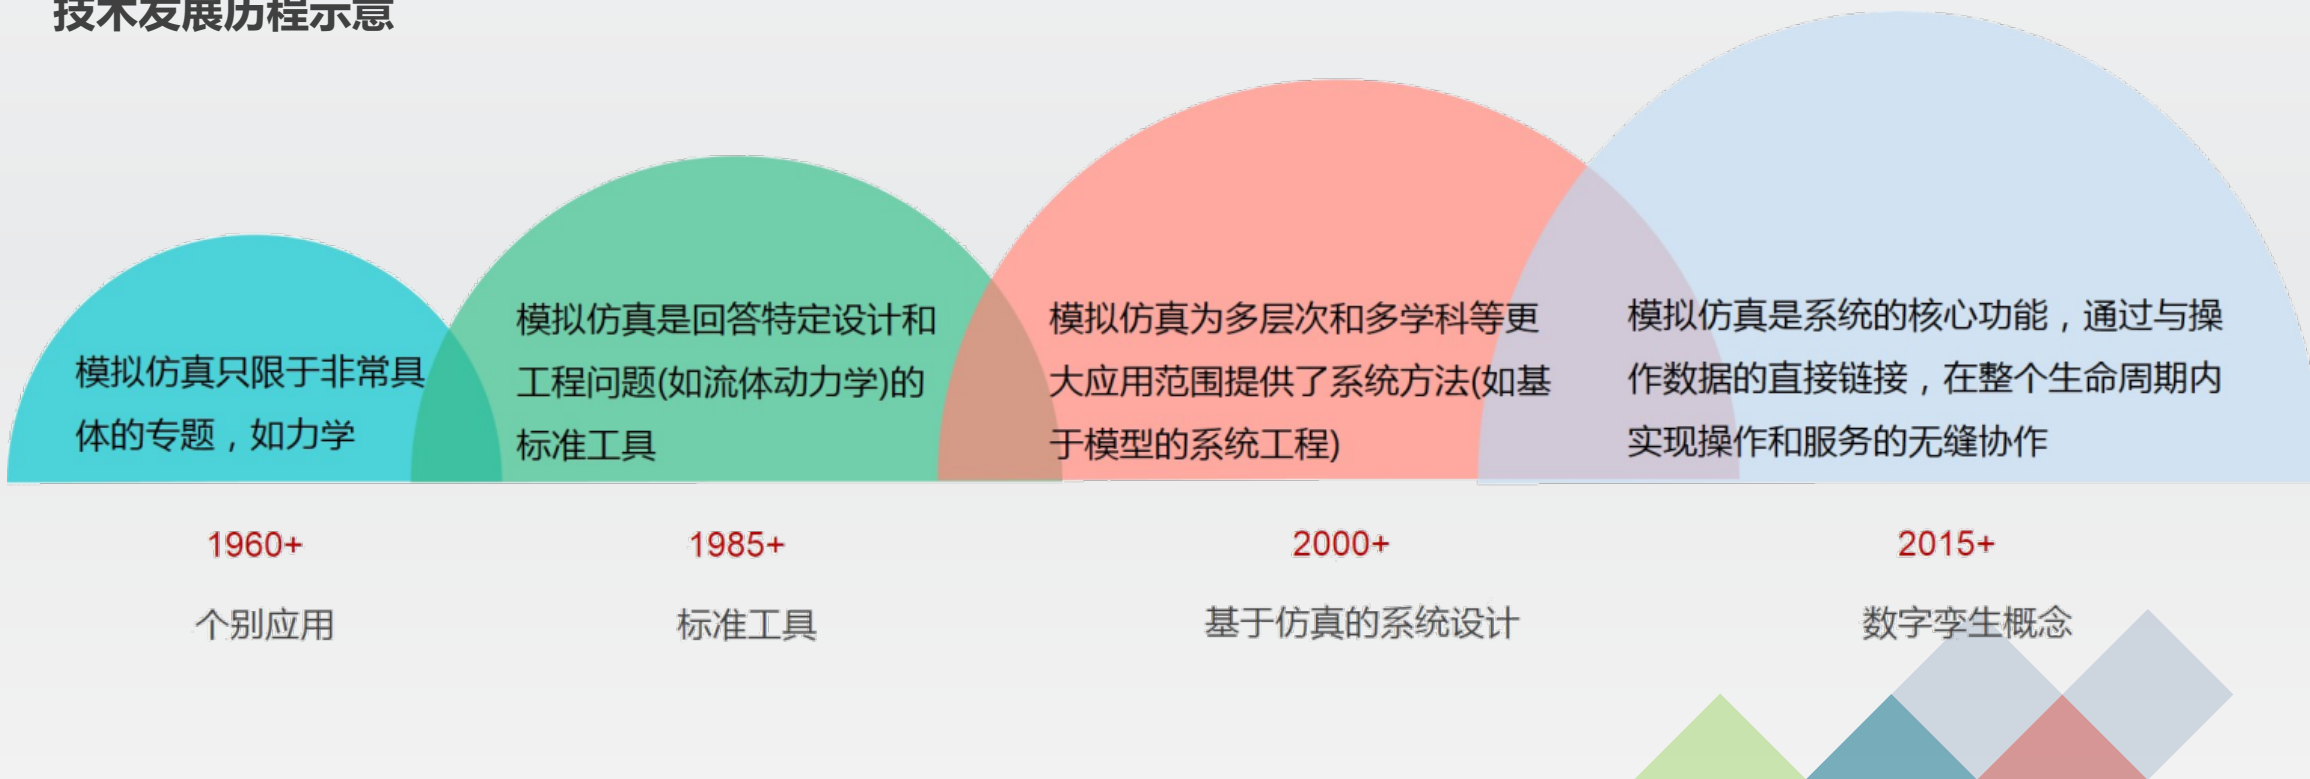 技术发展历程示意
模拟仿真只限于非常具
体的专题，如力学
模拟仿真是回答特定设计和
工程问题(如流体动力学)的
标准工具
模拟仿真为多层次和多学科等更
大应用范围提供了系统方法(如基
于模型的系统工程)
模拟仿真是系统的核心功能，通过与操
作数据的直接链接，在整个生命周期内
实现操作和服务的无缝协作
1960+
1985+
2000+
2015+
个别应用
标准工具
基于仿真的系统设计
数字孪生概念